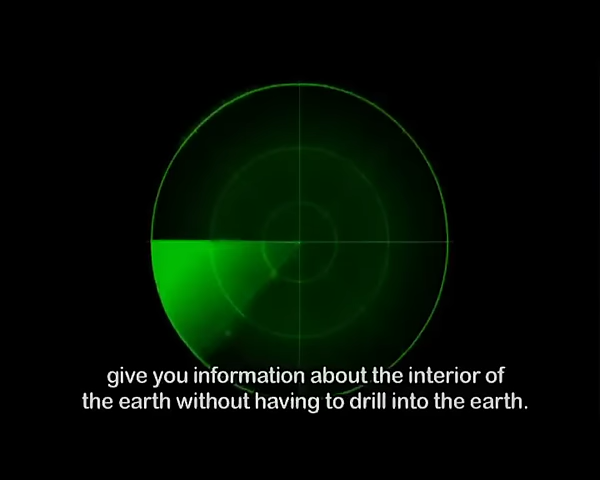 give you information about the interior of
the earth without having to drill into the earth.